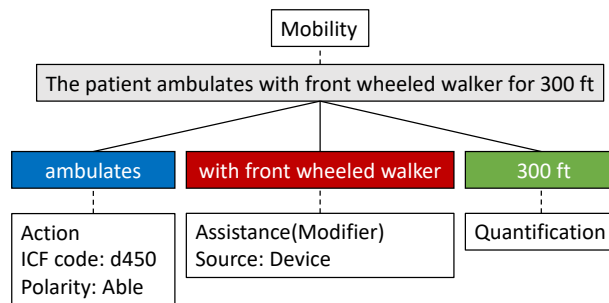 Mobility
The patient ambulates with front wheeled walker for 300 ft
ambulates
with front wheeled walker
300 ft
Action
ICF code: d450
Polarity: Able
Assistance(Modifier)
Source: Device
Quantification